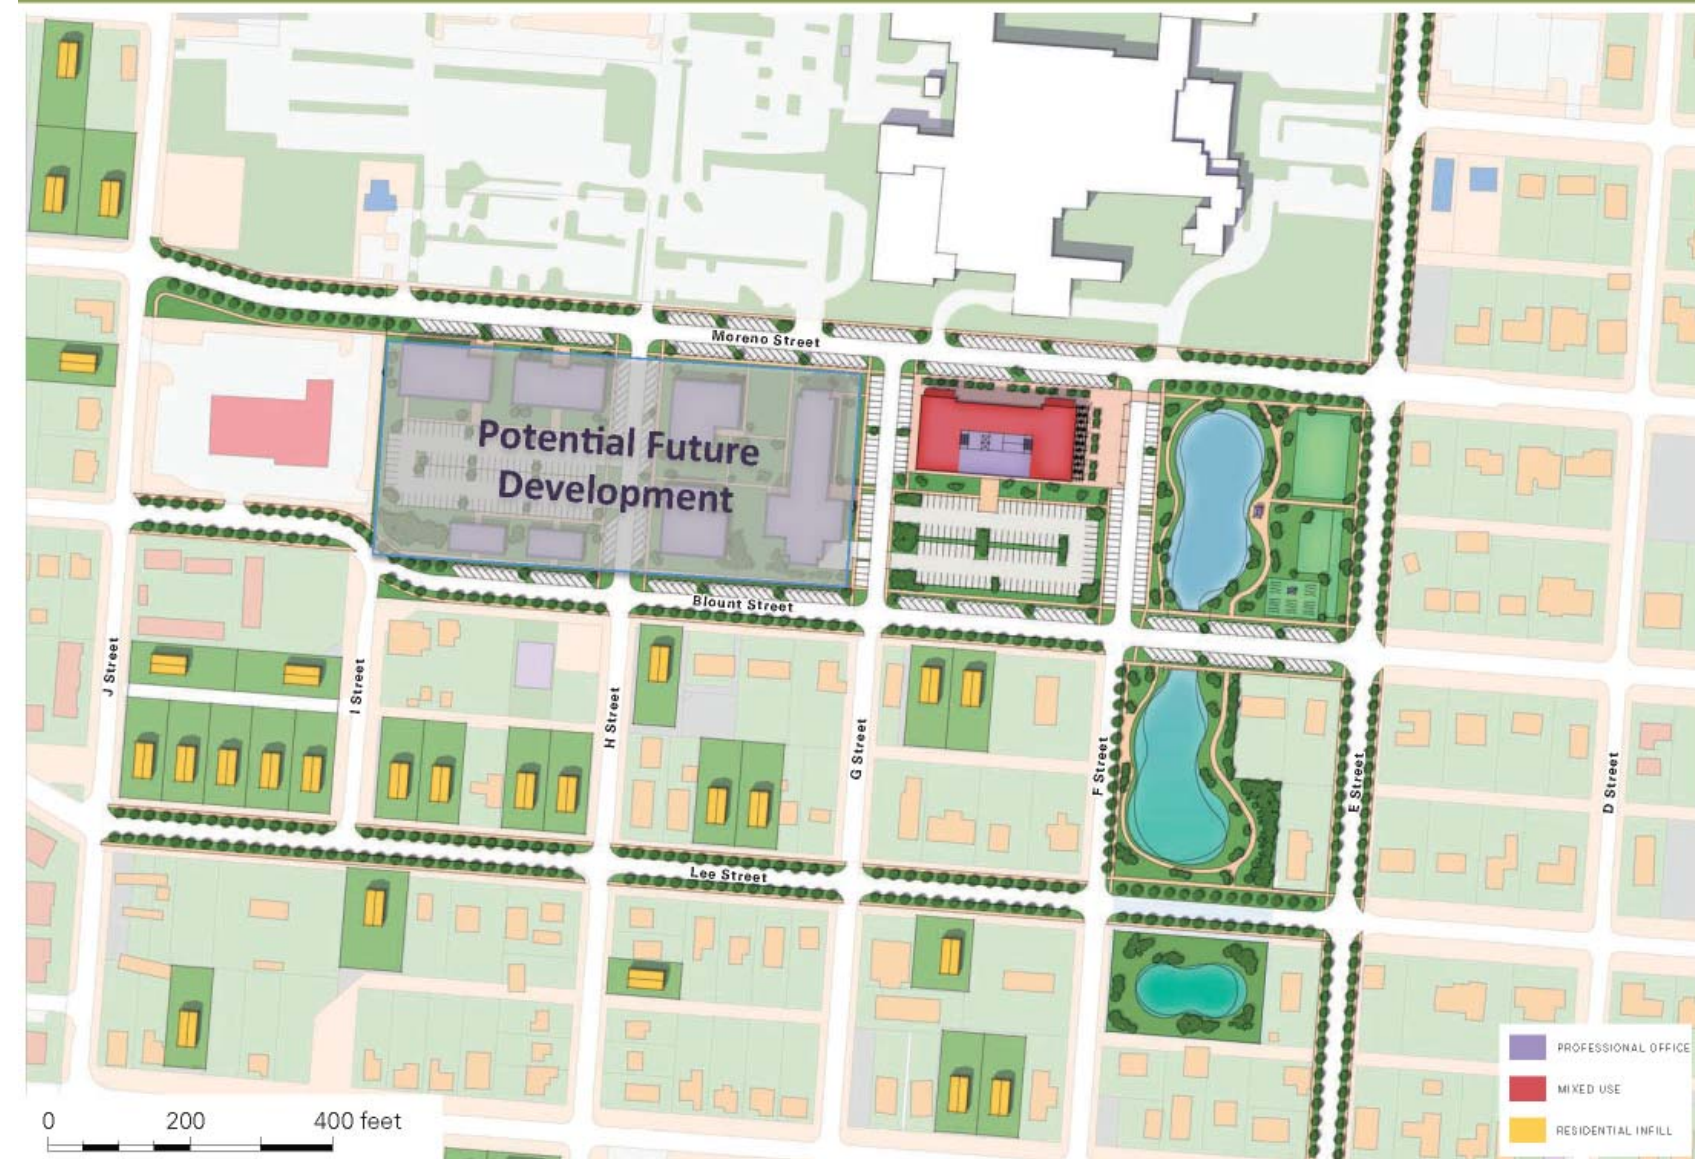 Moreno Street
Potential Future
Development
Blount Street
J Street
I Street
H Street
G Street
F Street
E Street
D Street
Lee Street
PROFESSIONAL OFFICE
MIXED USE
RESIDENTIAL INFILL
0 200 400 feet